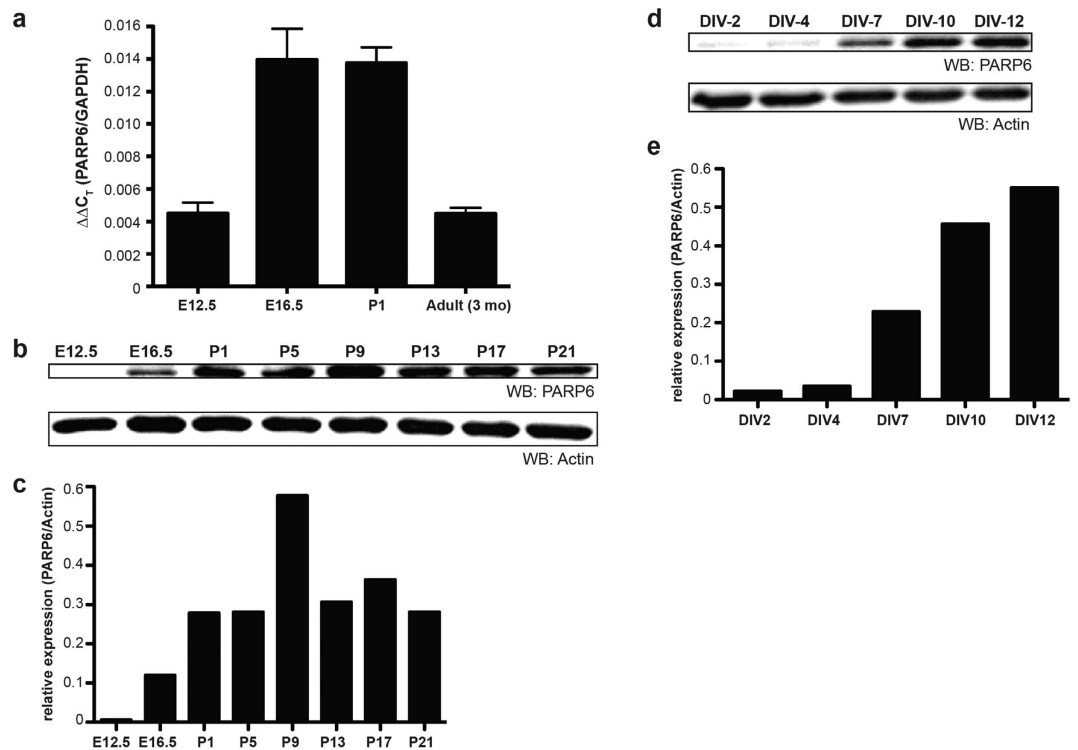 a
ΔΔC_T (PARP6/GAPDH)
0.016
0.014
0.012
0.010
0.008
0.006
0.004
0.002
0
E12.5 E16.5 P1 Adult (3 mo)
b
E12.5 E16.5 P1 P5 P9 P13 P17 P21
WB: PARP6
WB: Actin
c
relative expression (PARP6/Actin)
0.6
0.5
0.4
0.3
0.2
0.1
0
E12.5 E16.5 P1 P5 P9 P13 P17 P21
d
DIV-2 DIV-4 DIV-7 DIV-10 DIV-12
WB: PARP6
WB: Actin
e
relative expression (PARP6/Actin)
0.6
0.5
0.4
0.3
0.2
0.1
0
DIV2 DIV4 DIV7 DIV10 DIV12